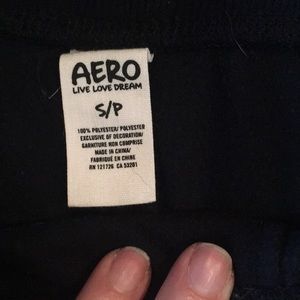 AERO
LIVE LOVE DREAM
S/P
100% POLYESTER/ POLYESTER
EXCLUSIVE OF DECORATION/
GARNITURE NON COMPRISE
MADE IN CHINA/
FABRIQUÉ EN CHINE
RN 121726 CA 53201